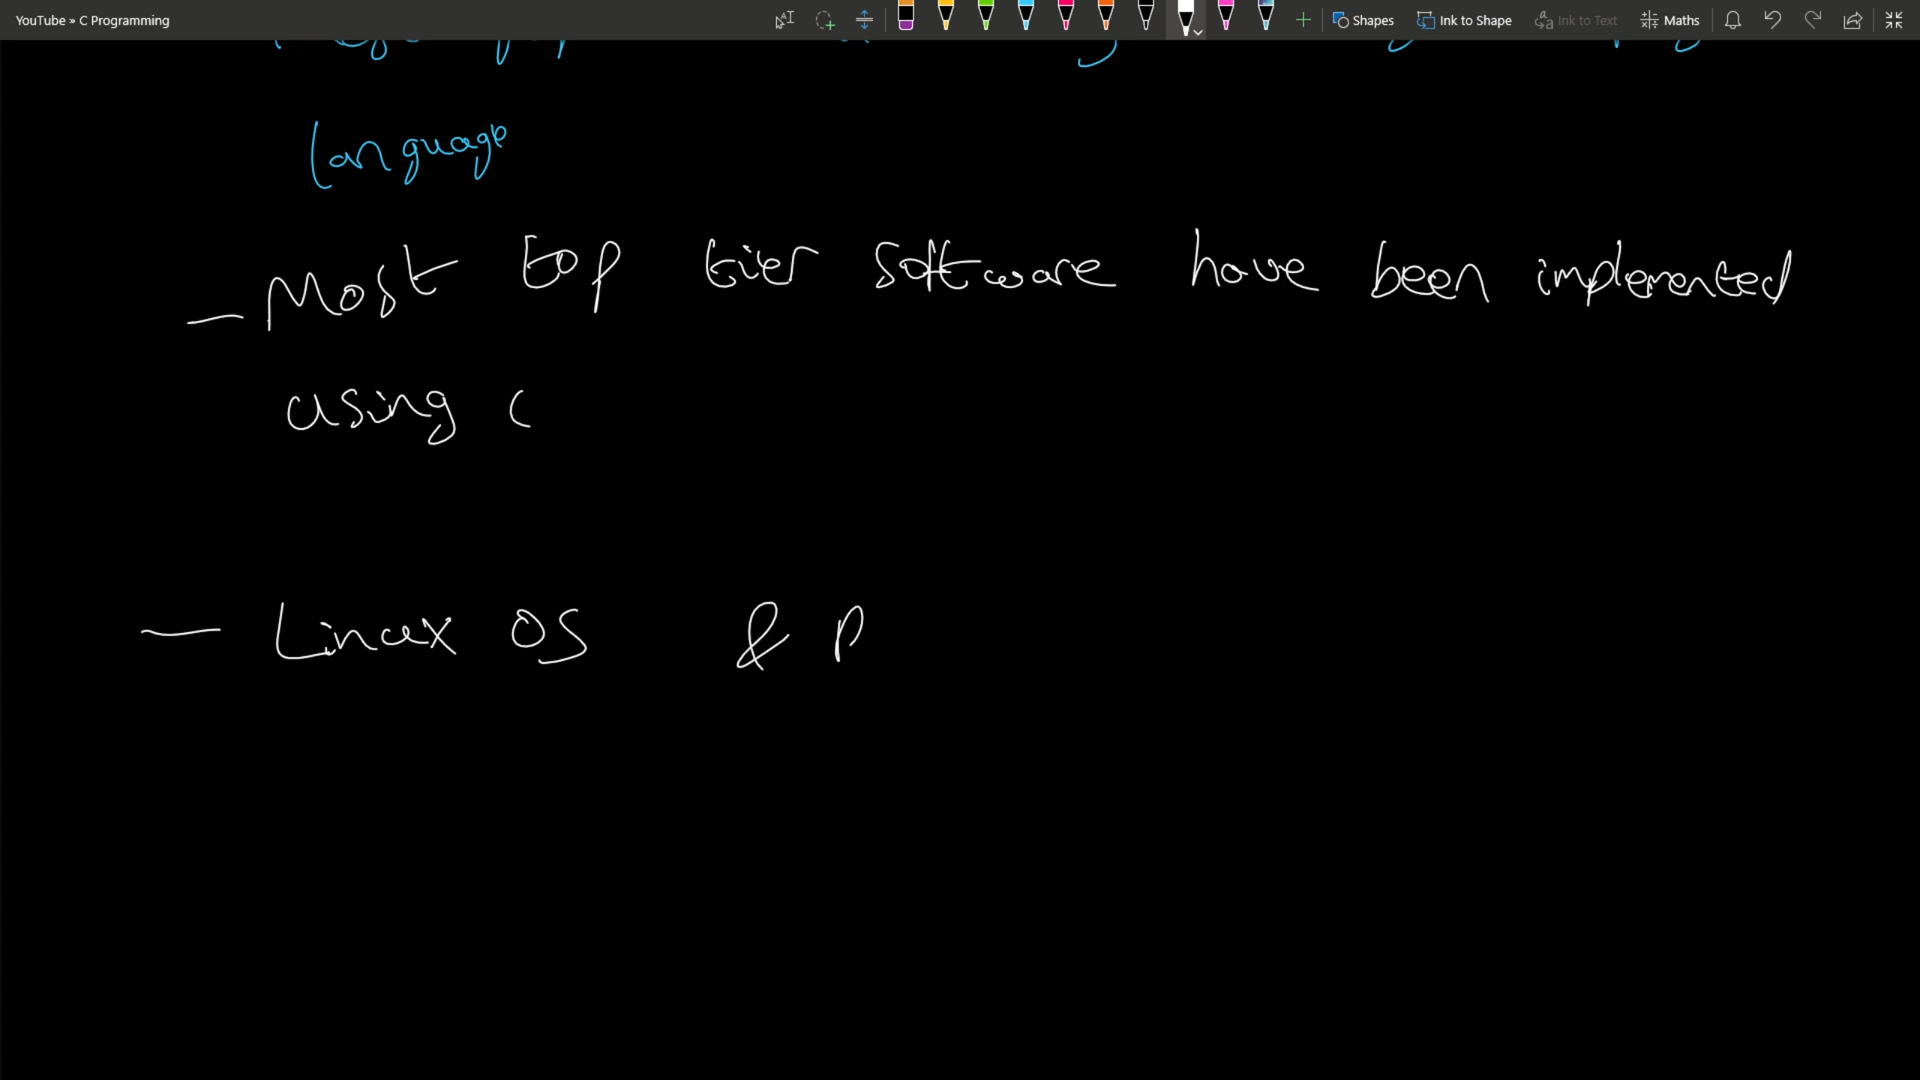 YouTube » C Programming Shapes Ink to Shape Ink to Text Maths
Language
- Most top tier software have been implemented
using C
- Linux OS & P